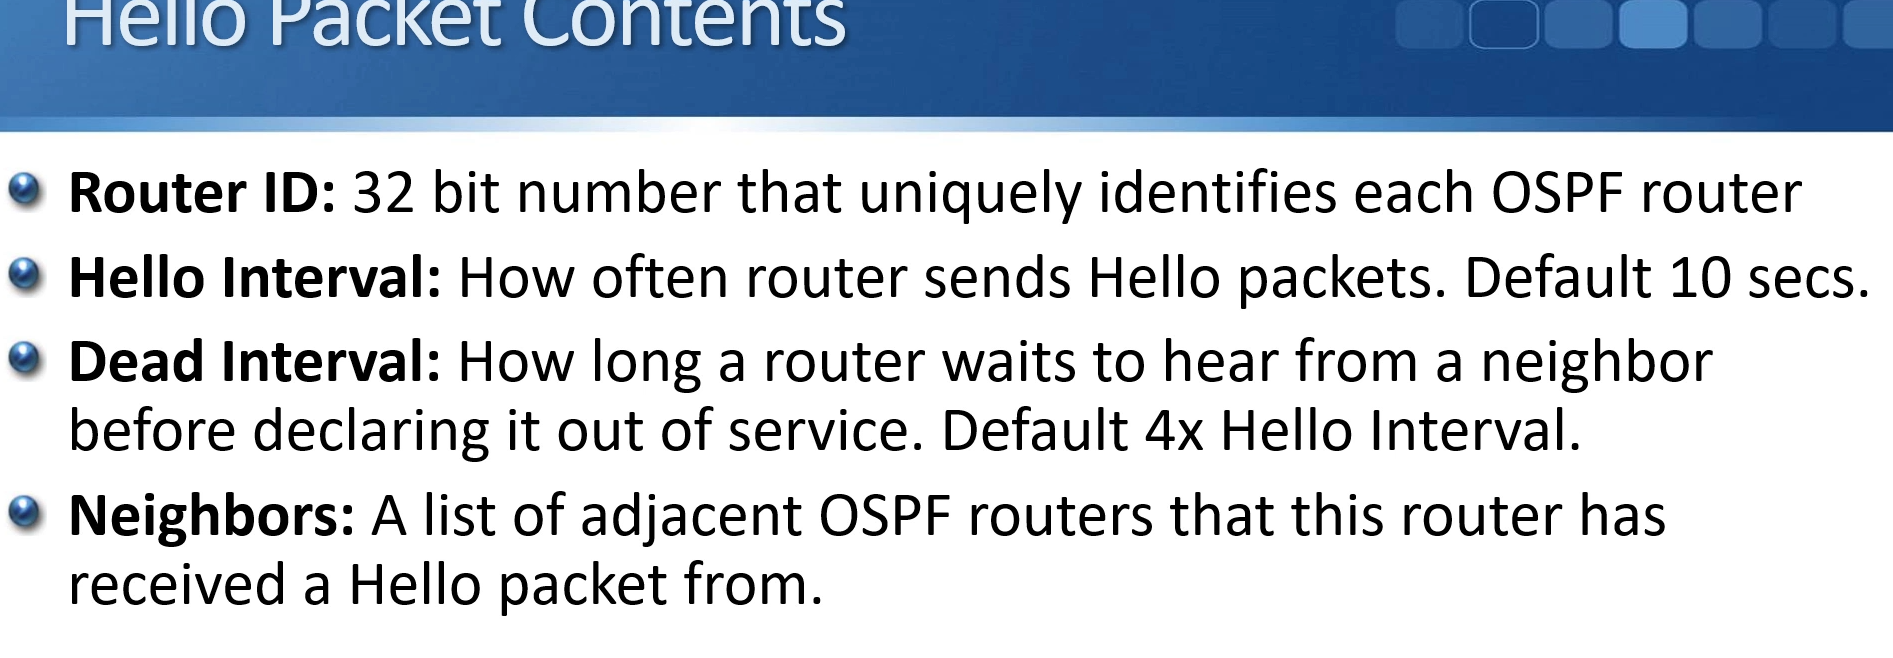 Hello Packet Contents
Router ID: 32 bit number that uniquely identifies each OSPF router
Hello Interval: How often router sends Hello packets. Default 10 secs.
Dead Interval: How long a router waits to hear from a neighbor
before declaring it out of service. Default 4x Hello Interval.
Neighbors: A list of adjacent OSPF routers that this router has
received a Hello packet from.